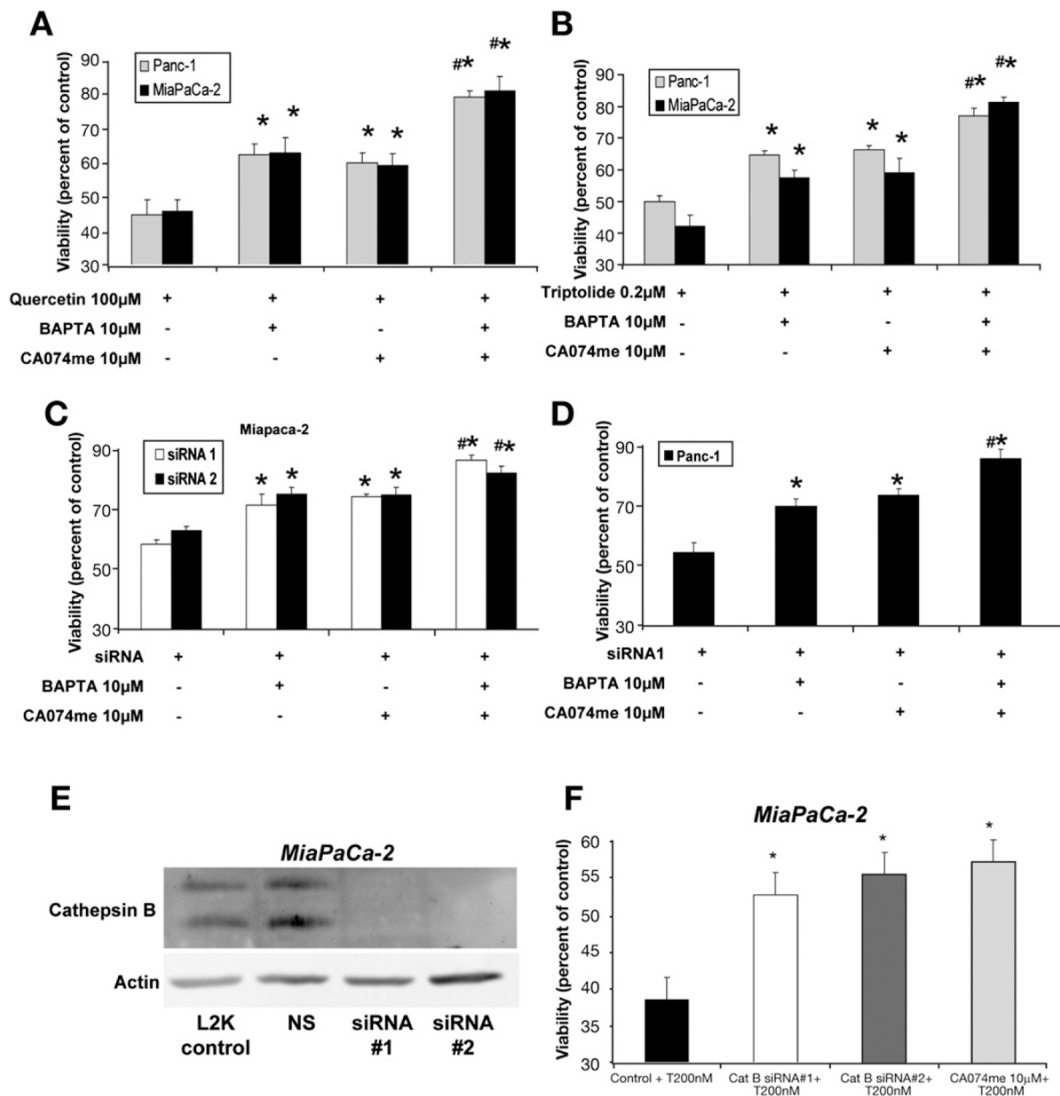 A
Viability (percent of control)
90
80
70
60
50
40
30
Panc-1
MiaPaCa-2
* * * * #* #*
Quercetin 100µM + + + +
BAPTA 10µM - + - +
CA074me 10µM - - + +
B
Viability (percent of control)
90
80
70
60
50
40
30
Panc-1
MiaPaCa-2
* * * * #* #*
Triptolide 0.2µM + + + +
BAPTA 10µM - + - +
CA074me 10µM - - + +
C
Miapaca-2
Viability (percent of control)
90
70
50
30
siRNA 1
siRNA 2
* * * * #* #*
siRNA + + + +
BAPTA 10µM - + - +
CA074me 10µM - - + +
D
Viability (percent of control)
90
70
50
30
Panc-1
* * #*
siRNA1 + + + +
BAPTA 10µM - + - +
CA074me 10µM - - + +
E
MiaPaCa-2
Cathepsin B
Actin
L2K control
NS
siRNA #1
siRNA #2
F
MiaPaCa-2
Viability (percent of control)
60
55
50
45
40
35
30
* * *
Control + T200nM
Cat B siRNA#1+
T200nM
Cat B siRNA#2+
T200nM
CA074me 10µM+
T200nM